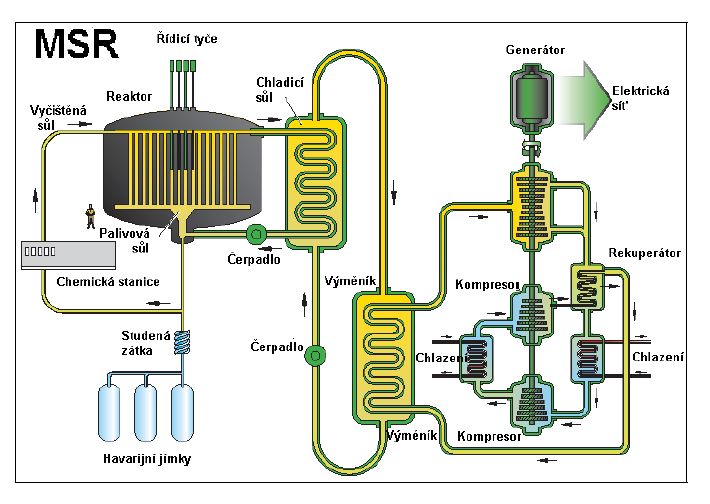 MSR
Řídicí tyče
Generátor
Reaktor
Chladicí
sůl
Elektrická
síť
Vyčištěná
sůl
Palivová
sůl
Čerpadlo
Rekuperátor
Chemická stanice
Výměník
Kompresor
Studená
zátka
Čerpadlo
Chlazení
Chlazení
Výměník
Kompresor
Havarijní jímky